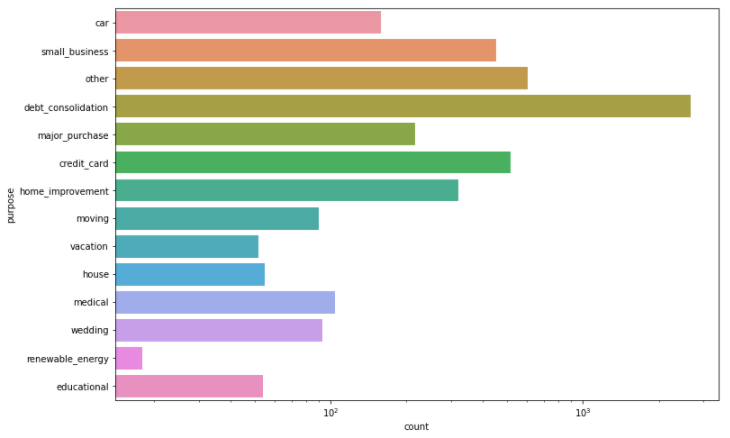 car
small_business
other
debt_consolidation
major_purchase
credit_card
home_improvement
moving
vacation
house
medical
wedding
renewable_energy
educational
purpose
10²
10³
count